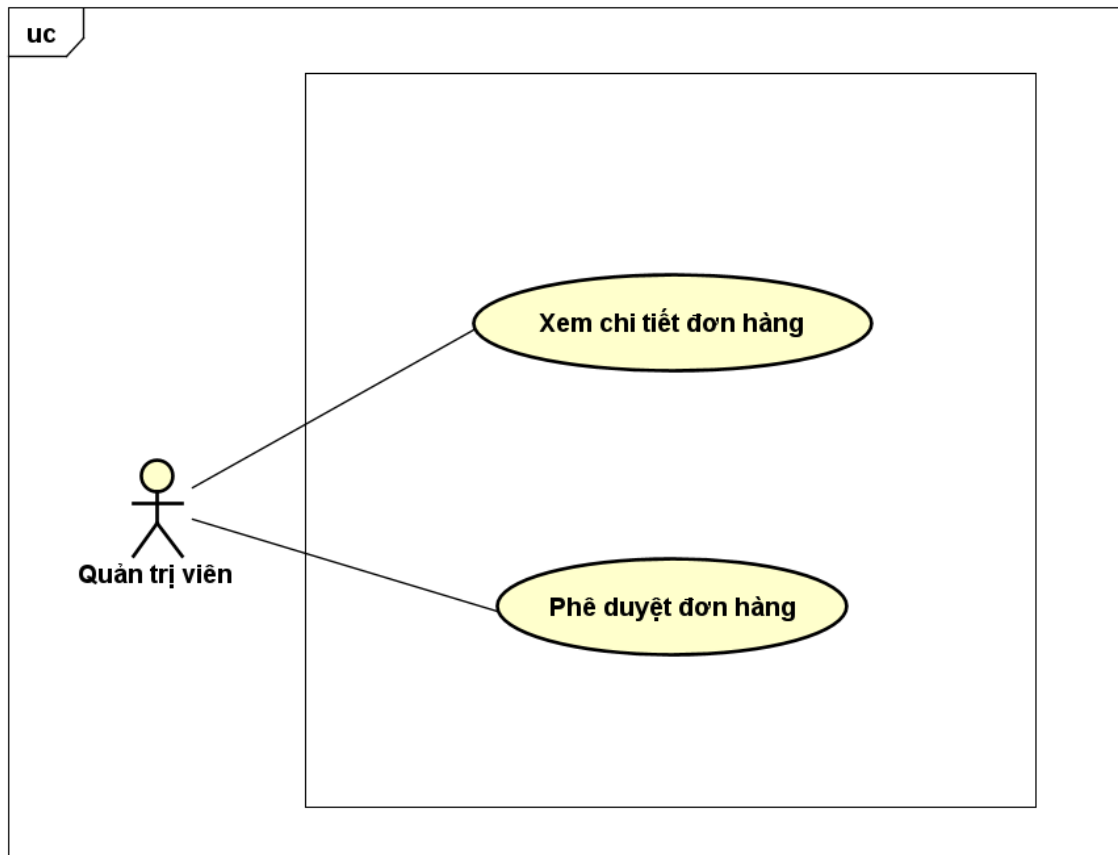 uc
Xem chi tiết đơn hàng
Quản trị viên
Phê duyệt đơn hàng